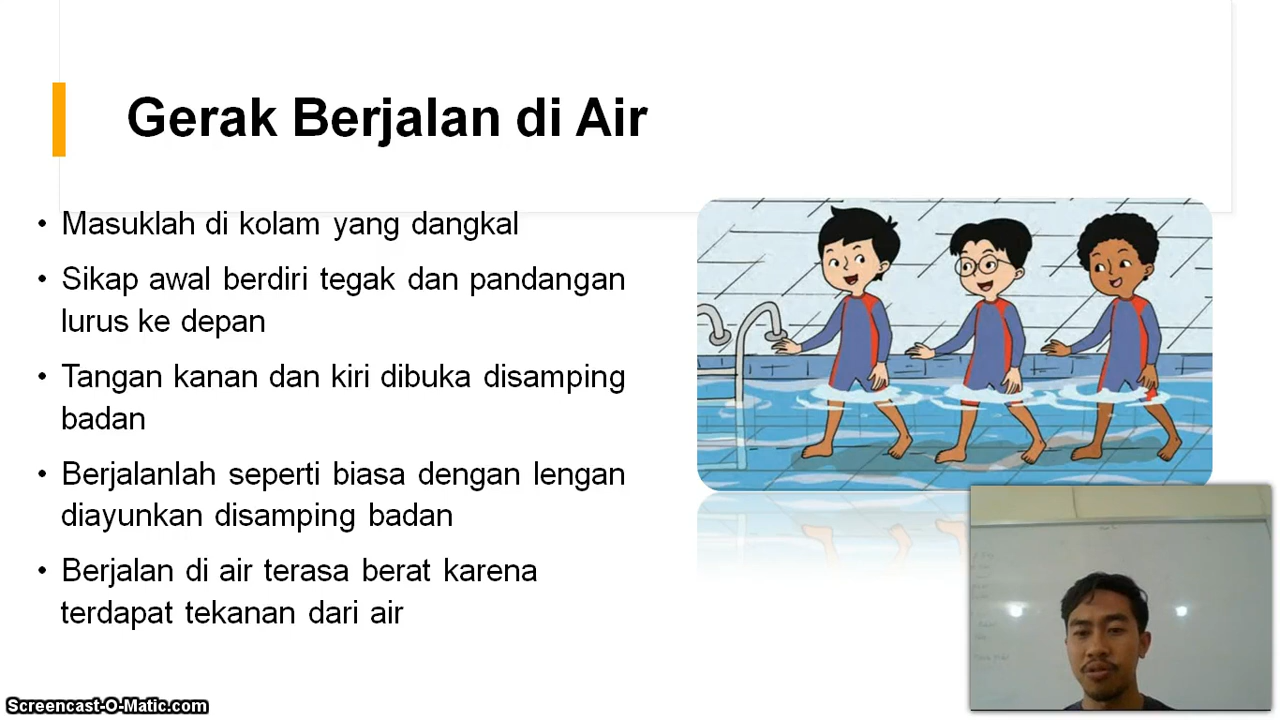 Gerak Berjalan di Air
• Masuklah di kolam yang dangkal
• Sikap awal berdiri tegak dan pandangan
lurus ke depan
• Tangan kanan dan kiri dibuka disamping
badan
• Berjalanlah seperti biasa dengan lengan
diayunkan disamping badan
• Berjalan di air terasa berat karena
terdapat tekanan dari air
Screencast-O-Matic.com